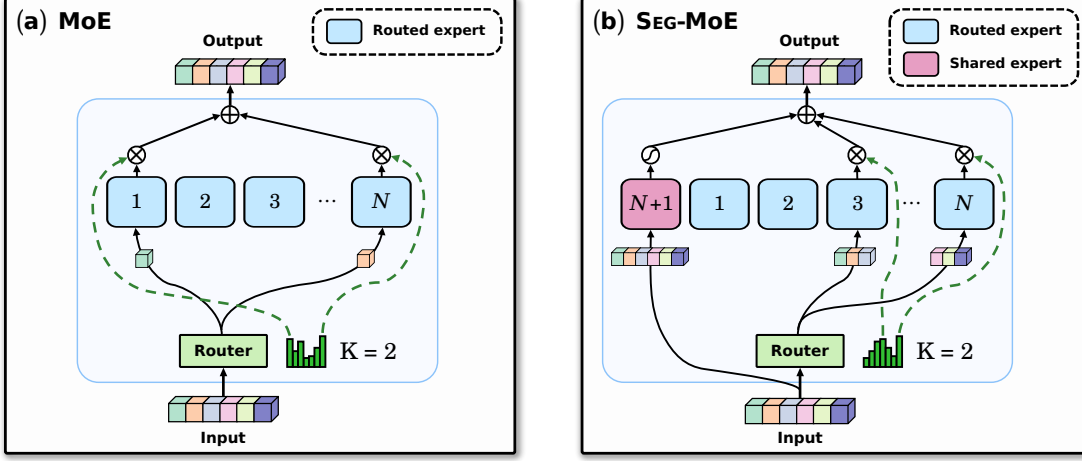 (a) MoE
Routed expert
Output
1
2
3
...
N
Router
K = 2
Input
(b) SEG-MoE
Routed expert
Shared expert
Output
N+1
1
2
3
...
N
Router
K = 2
Input